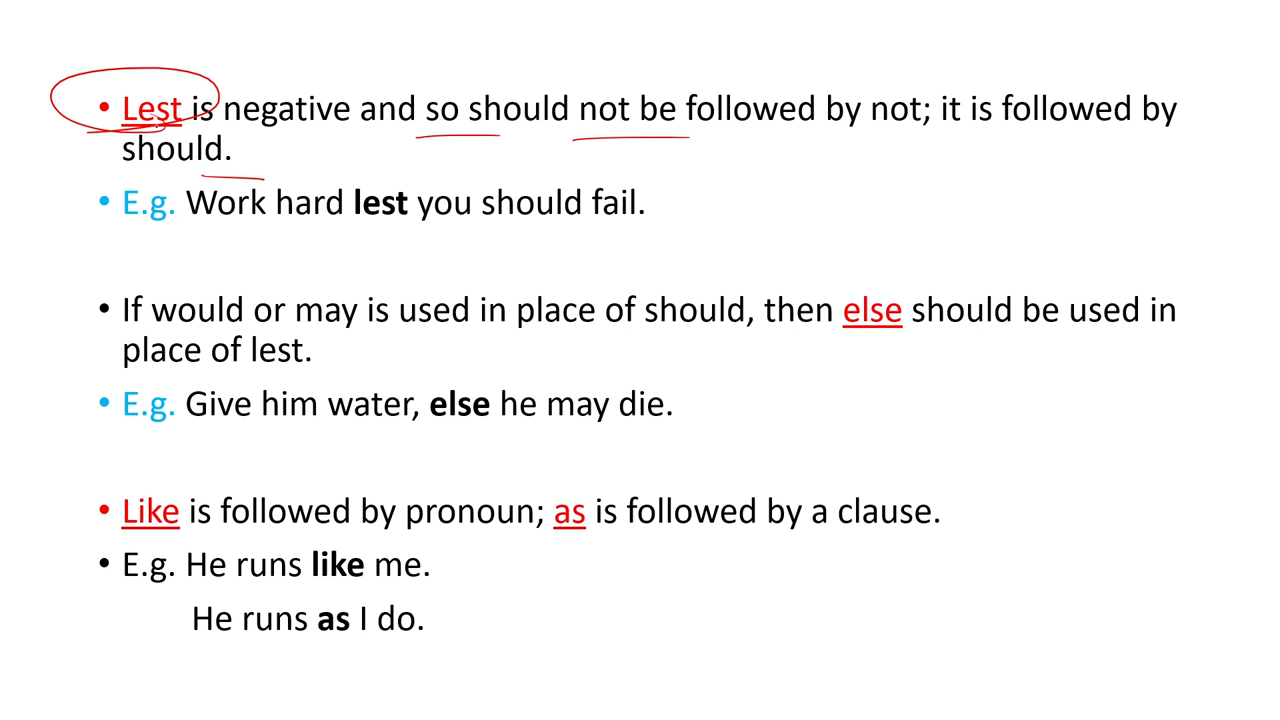 • Lest is negative and so should not be followed by not; it is followed by
should.
• E.g. Work hard lest you should fail.
• If would or may is used in place of should, then else should be used in
place of lest.
• E.g. Give him water, else he may die.
• Like is followed by pronoun; as is followed by a clause.
• E.g. He runs like me.
He runs as I do.